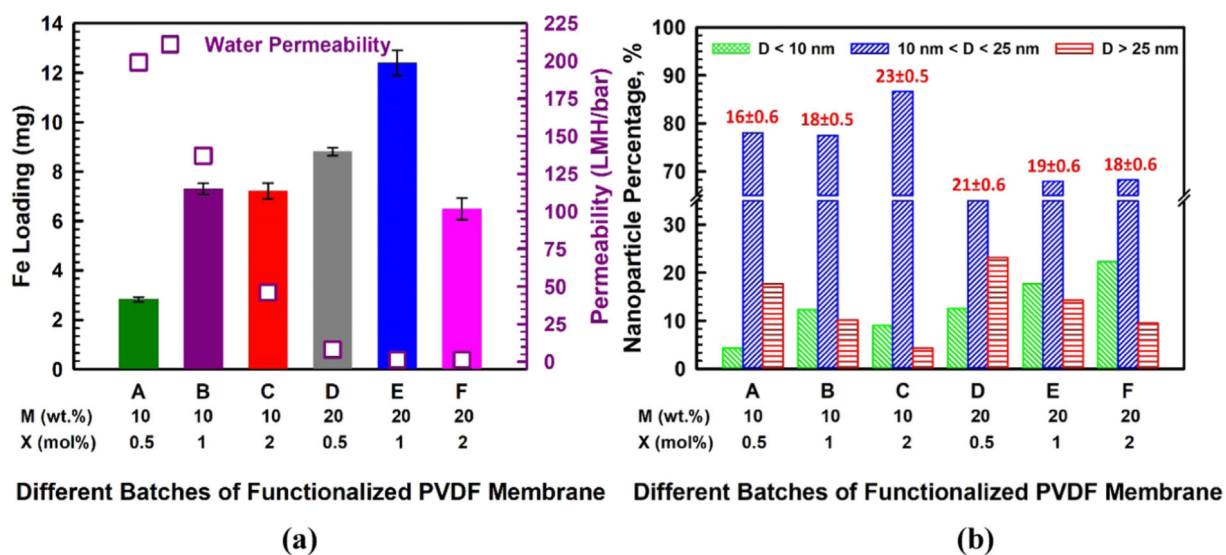 (a)
Fe Loading (mg)
14
12
10
8
6
4
2
0
Water Permeability
225
200
175
150
125
100
75
50
25
0
Permeability (LMH/bar)
A B C D E F
M (wt.%) 10 10 10 20 20 20
X (mol%) 0.5 1 2 0.5 1 2
Different Batches of Functionalized PVDF Membrane
(a)
(b)
Nanoparticle Percentage, %
100
90
80
70
30
20
10
0
D < 10 nm 10 nm < D < 25 nm D > 25 nm
16±0.6 18±0.5 23±0.5 21±0.6 19±0.6 18±0.6
A B C D E F
M (wt.%) 10 10 10 20 20 20
X (mol%) 0.5 1 2 0.5 1 2
Different Batches of Functionalized PVDF Membrane
(b)